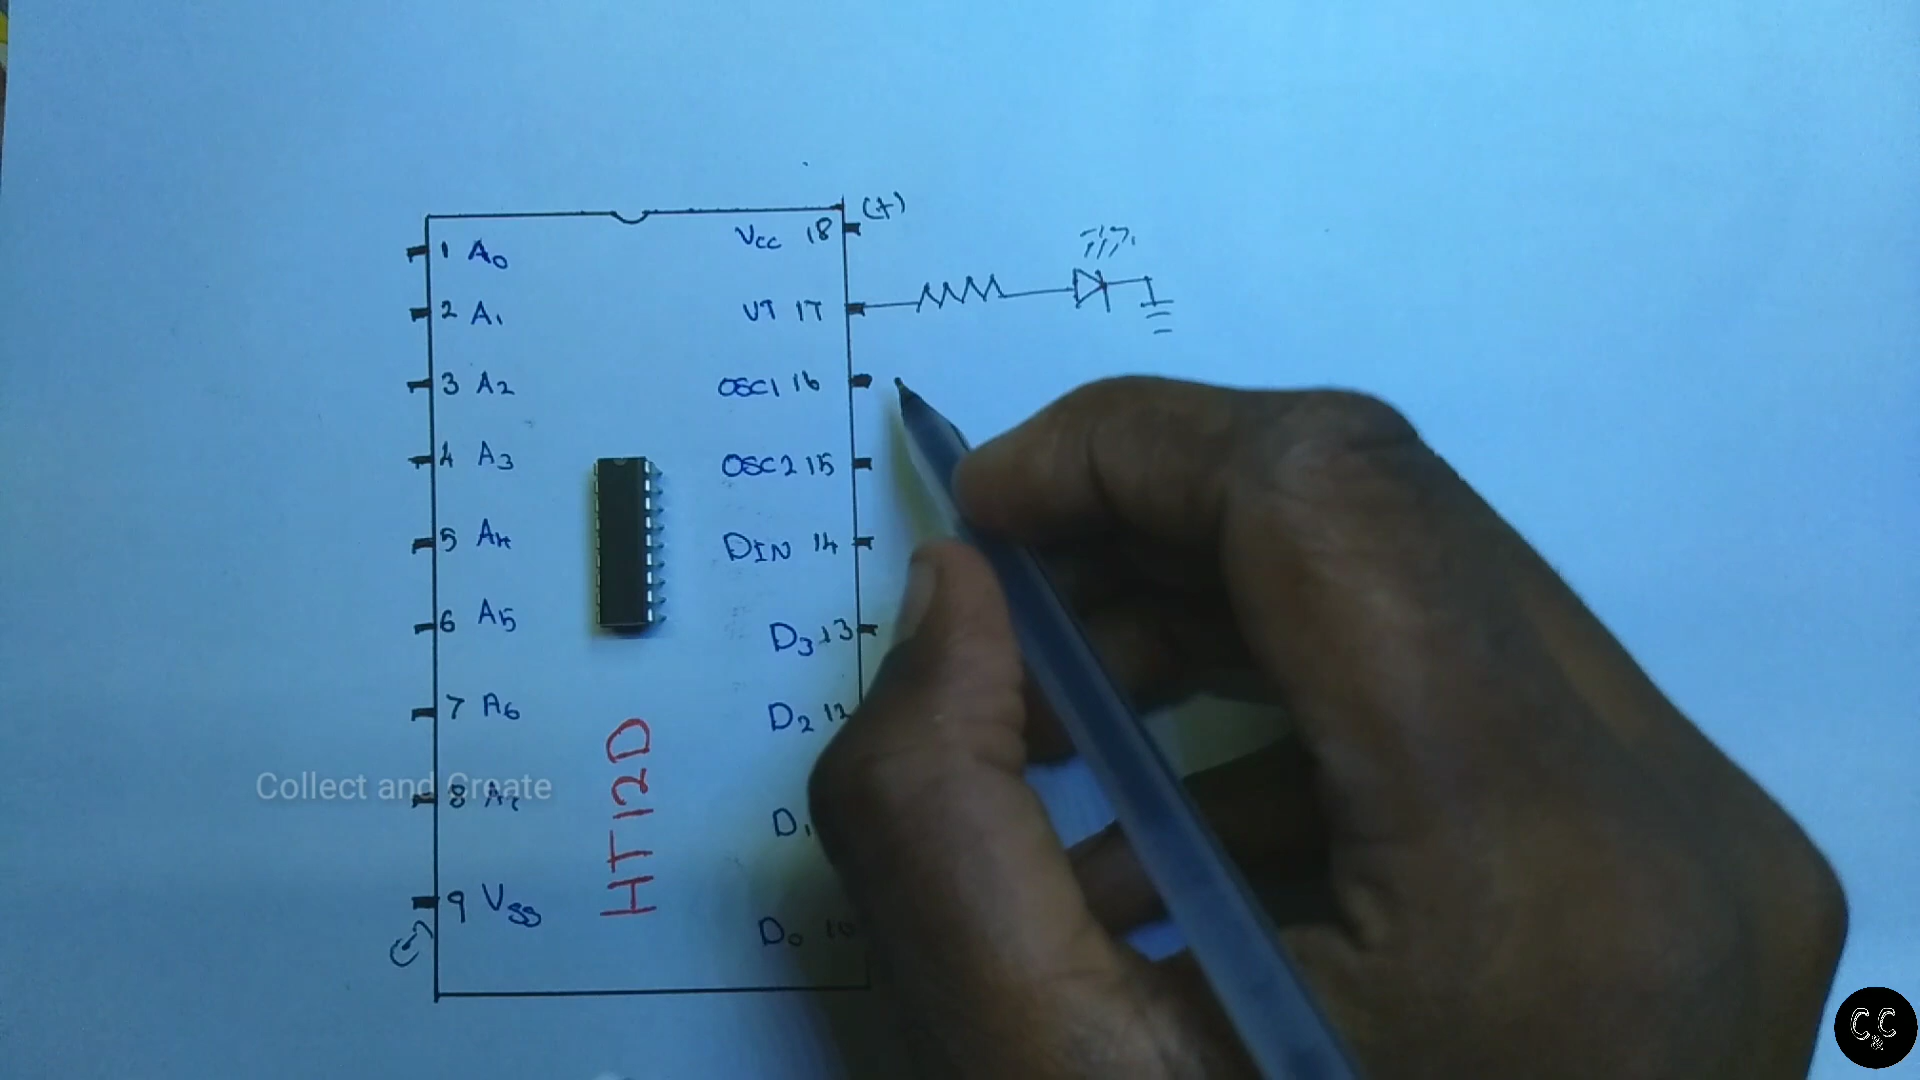 (+)
1 A0
Vcc 18
2 A1
VT 17
3 A2
OSC1 16
4 A3
OSC2 15
5 A4
DIN 14
6 A5
D3 13
7 A6
D2 12
Collect and Create
8 A7
D1
9 Vss
D0 10
(-)
HT12D
C&C